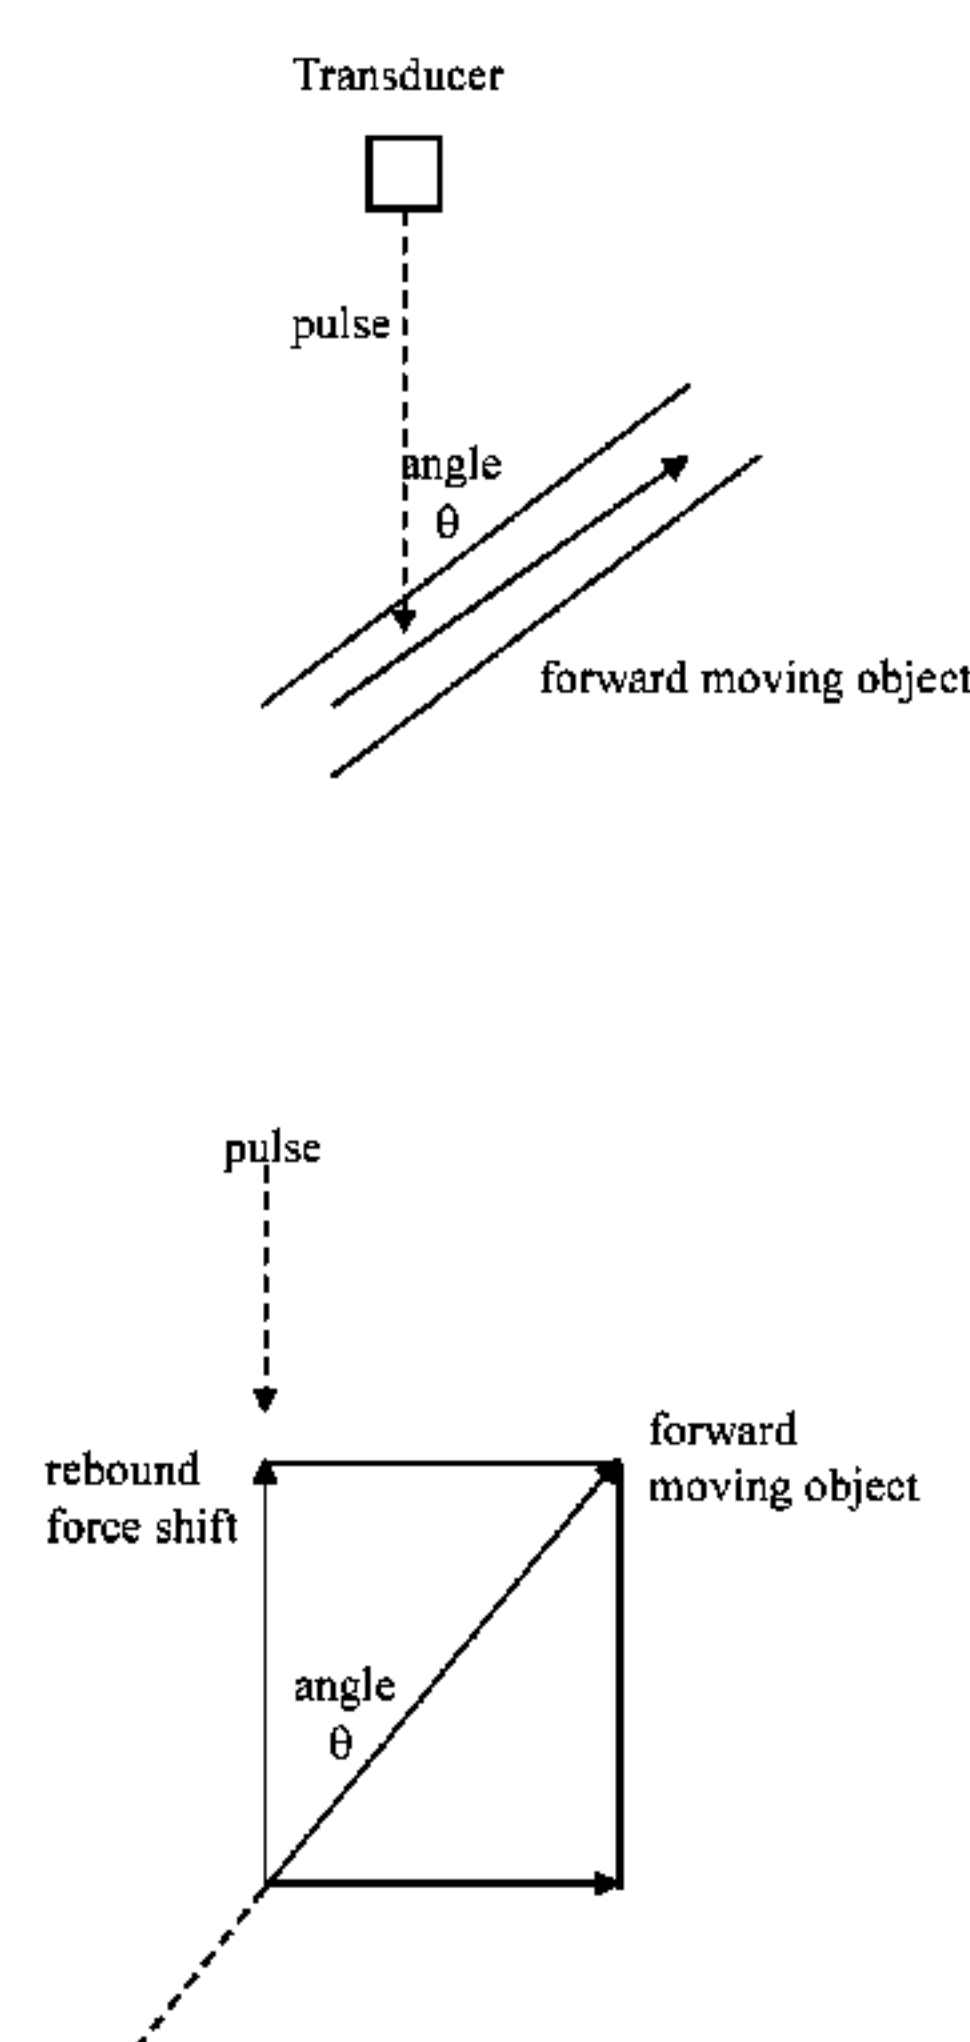 Transducer
pulse
angle
θ
forward moving object
pulse
rebound
force shift
forward
moving object
angle
θ